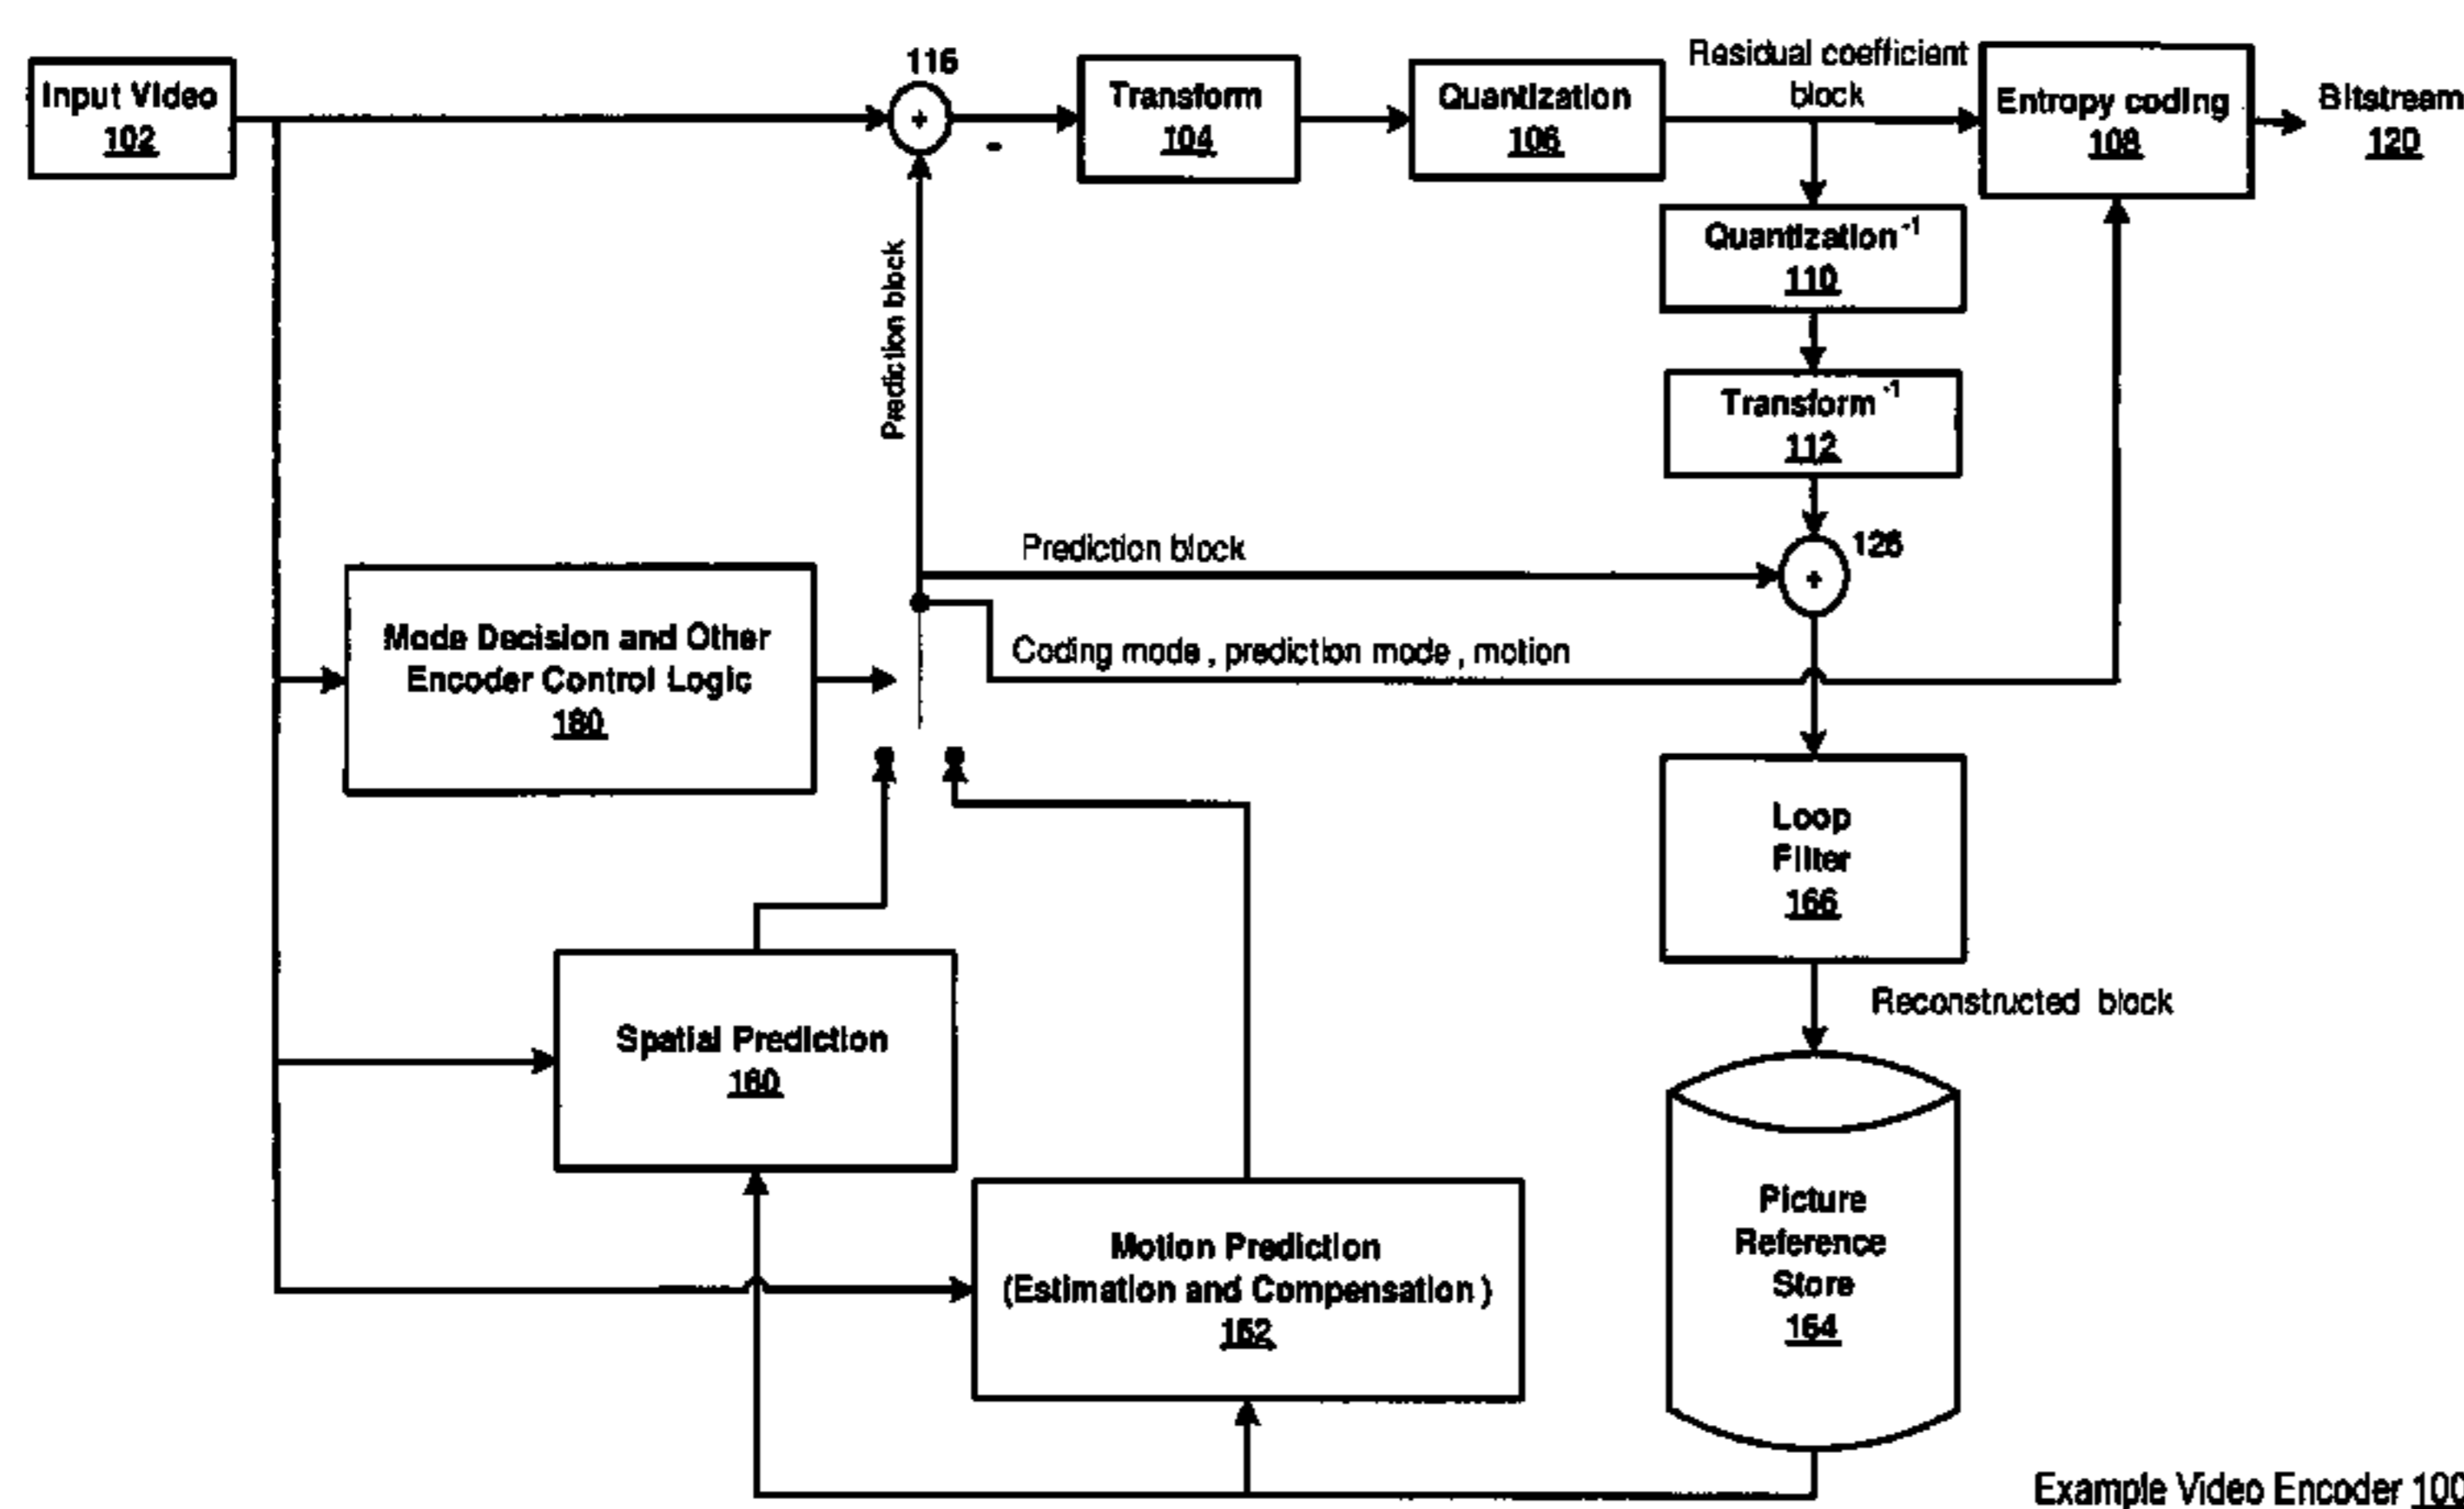 Input Video
102
116
Transform
104
Quantization
106
Residual coefficient
block
Entropy coding
108
Bitstream
120
Quantization-1
110
Transform-1
112
Prediction block
Prediction block
126
Coding mode, prediction mode, motion
Mode Decision and Other
Encoder Control Logic
180
Loop
Filter
166
Reconstructed block
Spatial Prediction
160
Motion Prediction
(Estimation and Compensation)
162
Picture
Reference
Store
164
Example Video Encoder 100